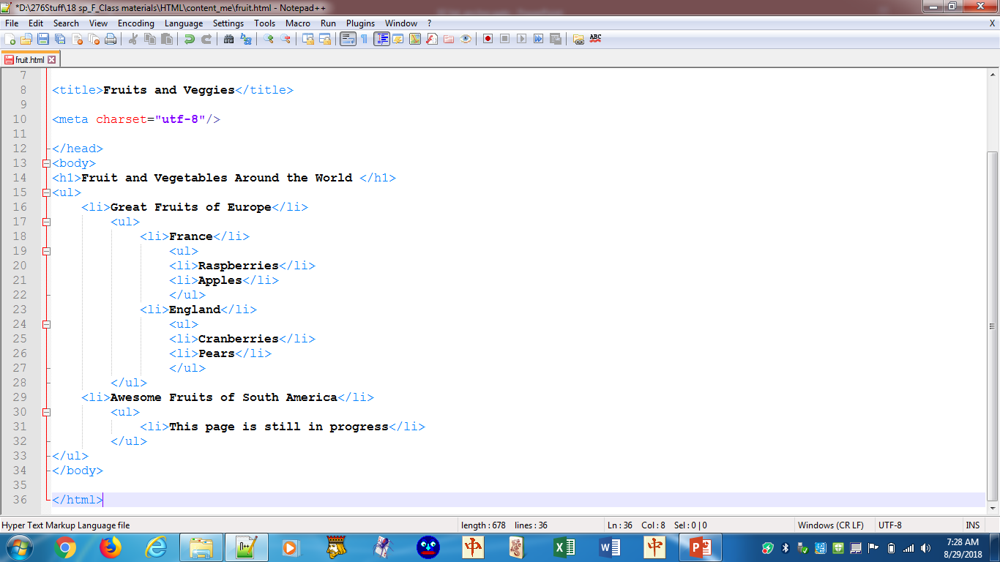 *D:\276Stuff\18 sp_F_Class materials\HTML\content_me\fruit.html - Notepad++
File Edit Search View Encoding Language Settings Tools Macro Run Plugins Window ? X
ABC
fruit.html
7
8 <title>Fruits and Veggies</title>
9
10 <meta charset="utf-8"/>
11
12 </head>
13 <body>
14 <h1>Fruit and Vegetables Around the World </h1>
15 <ul>
16 <li>Great Fruits of Europe</li>
17 <ul>
18 <li>France</li>
19 <ul>
20 <li>Raspberries</li>
21 <li>Apples</li>
22 </ul>
23 <li>England</li>
24 <ul>
25 <li>Cranberries</li>
26 <li>Pears</li>
27 </ul>
28 </ul>
29 <li>Awesome Fruits of South America</li>
30 <ul>
31 <li>This page is still in progress</li>
32 </ul>
33 </ul>
34 </body>
35
36 </html>
Hyper Text Markup Language file length : 678 lines : 36 Ln : 36 Col : 8 Sel : 0 | 0 Windows (CR LF) UTF-8 INS
中 X W 中 P 7:28 AM
8/29/2018